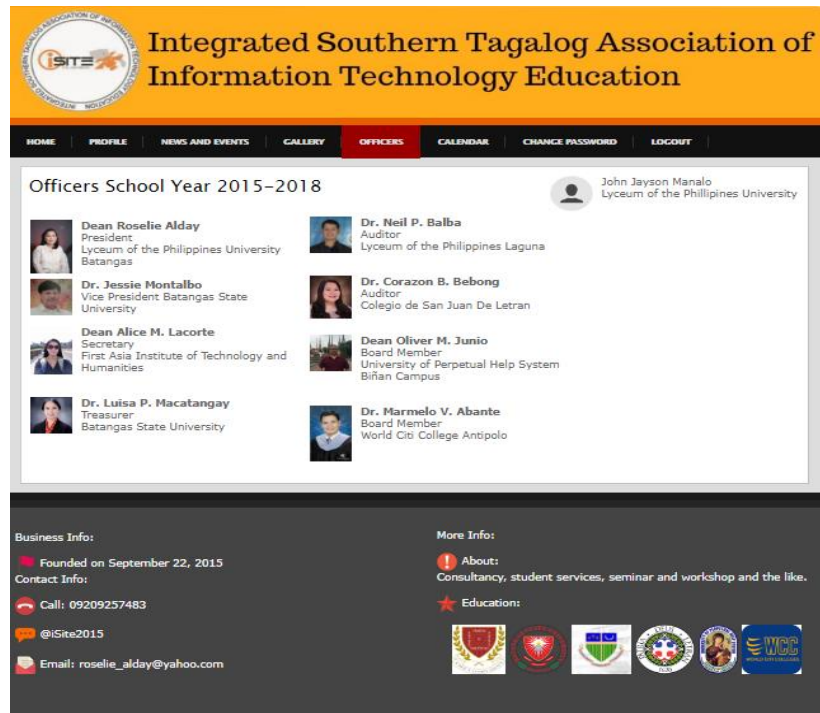 iSITE
Integrated Southern Tagalog Association of
Information Technology Education
HOME PROFILE NEWS AND EVENTS GALLERY OFFICERS CALENDAR CHANGE PASSWORD LOGOUT
Officers School Year 2015-2018
John Jayson Manalo
Lyceum of the Phillipines University
Dean Roselie Alday
President
Lyceum of the Philippines University
Batangas
Dr. Jessie Montalbo
Vice President Batangas State
University
Dean Alice M. Lacorte
Secretary
First Asia Institute of Technology and
Humanities
Dr. Luisa P. Macatangay
Treasurer
Batangas State University
Dr. Neil P. Balba
Auditor
Lyceum of the Philippines Laguna
Dr. Corazon B. Bebong
Auditor
Colegio de San Juan De Letran
Dean Oliver M. Junio
Board Member
University of Perpetual Help System
Biñan Campus
Dr. Marmelo V. Abante
Board Member
World Citi College Antipolo
Business Info:
Founded on September 22, 2015
Contact Info:
Call: 09209257483
@iSite2015
Email: roselie_alday@yahoo.com
More Info:
About:
Consultancy, student services, seminar and workshop and the like.
Education:
WCC